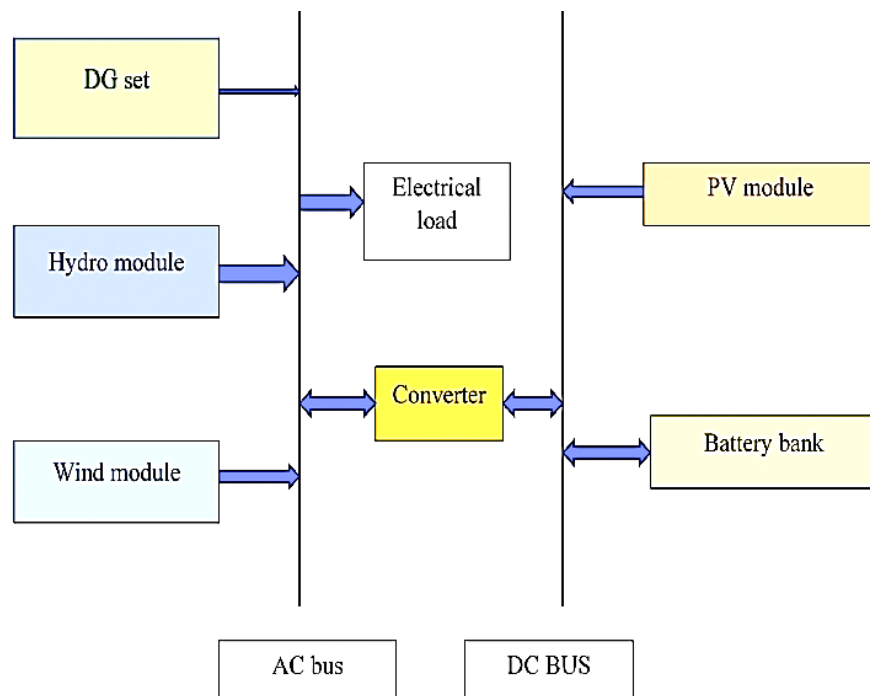 DG set
Electrical
load
PV module
Hydro module
Converter
Battery bank
Wind module
AC bus
DC BUS